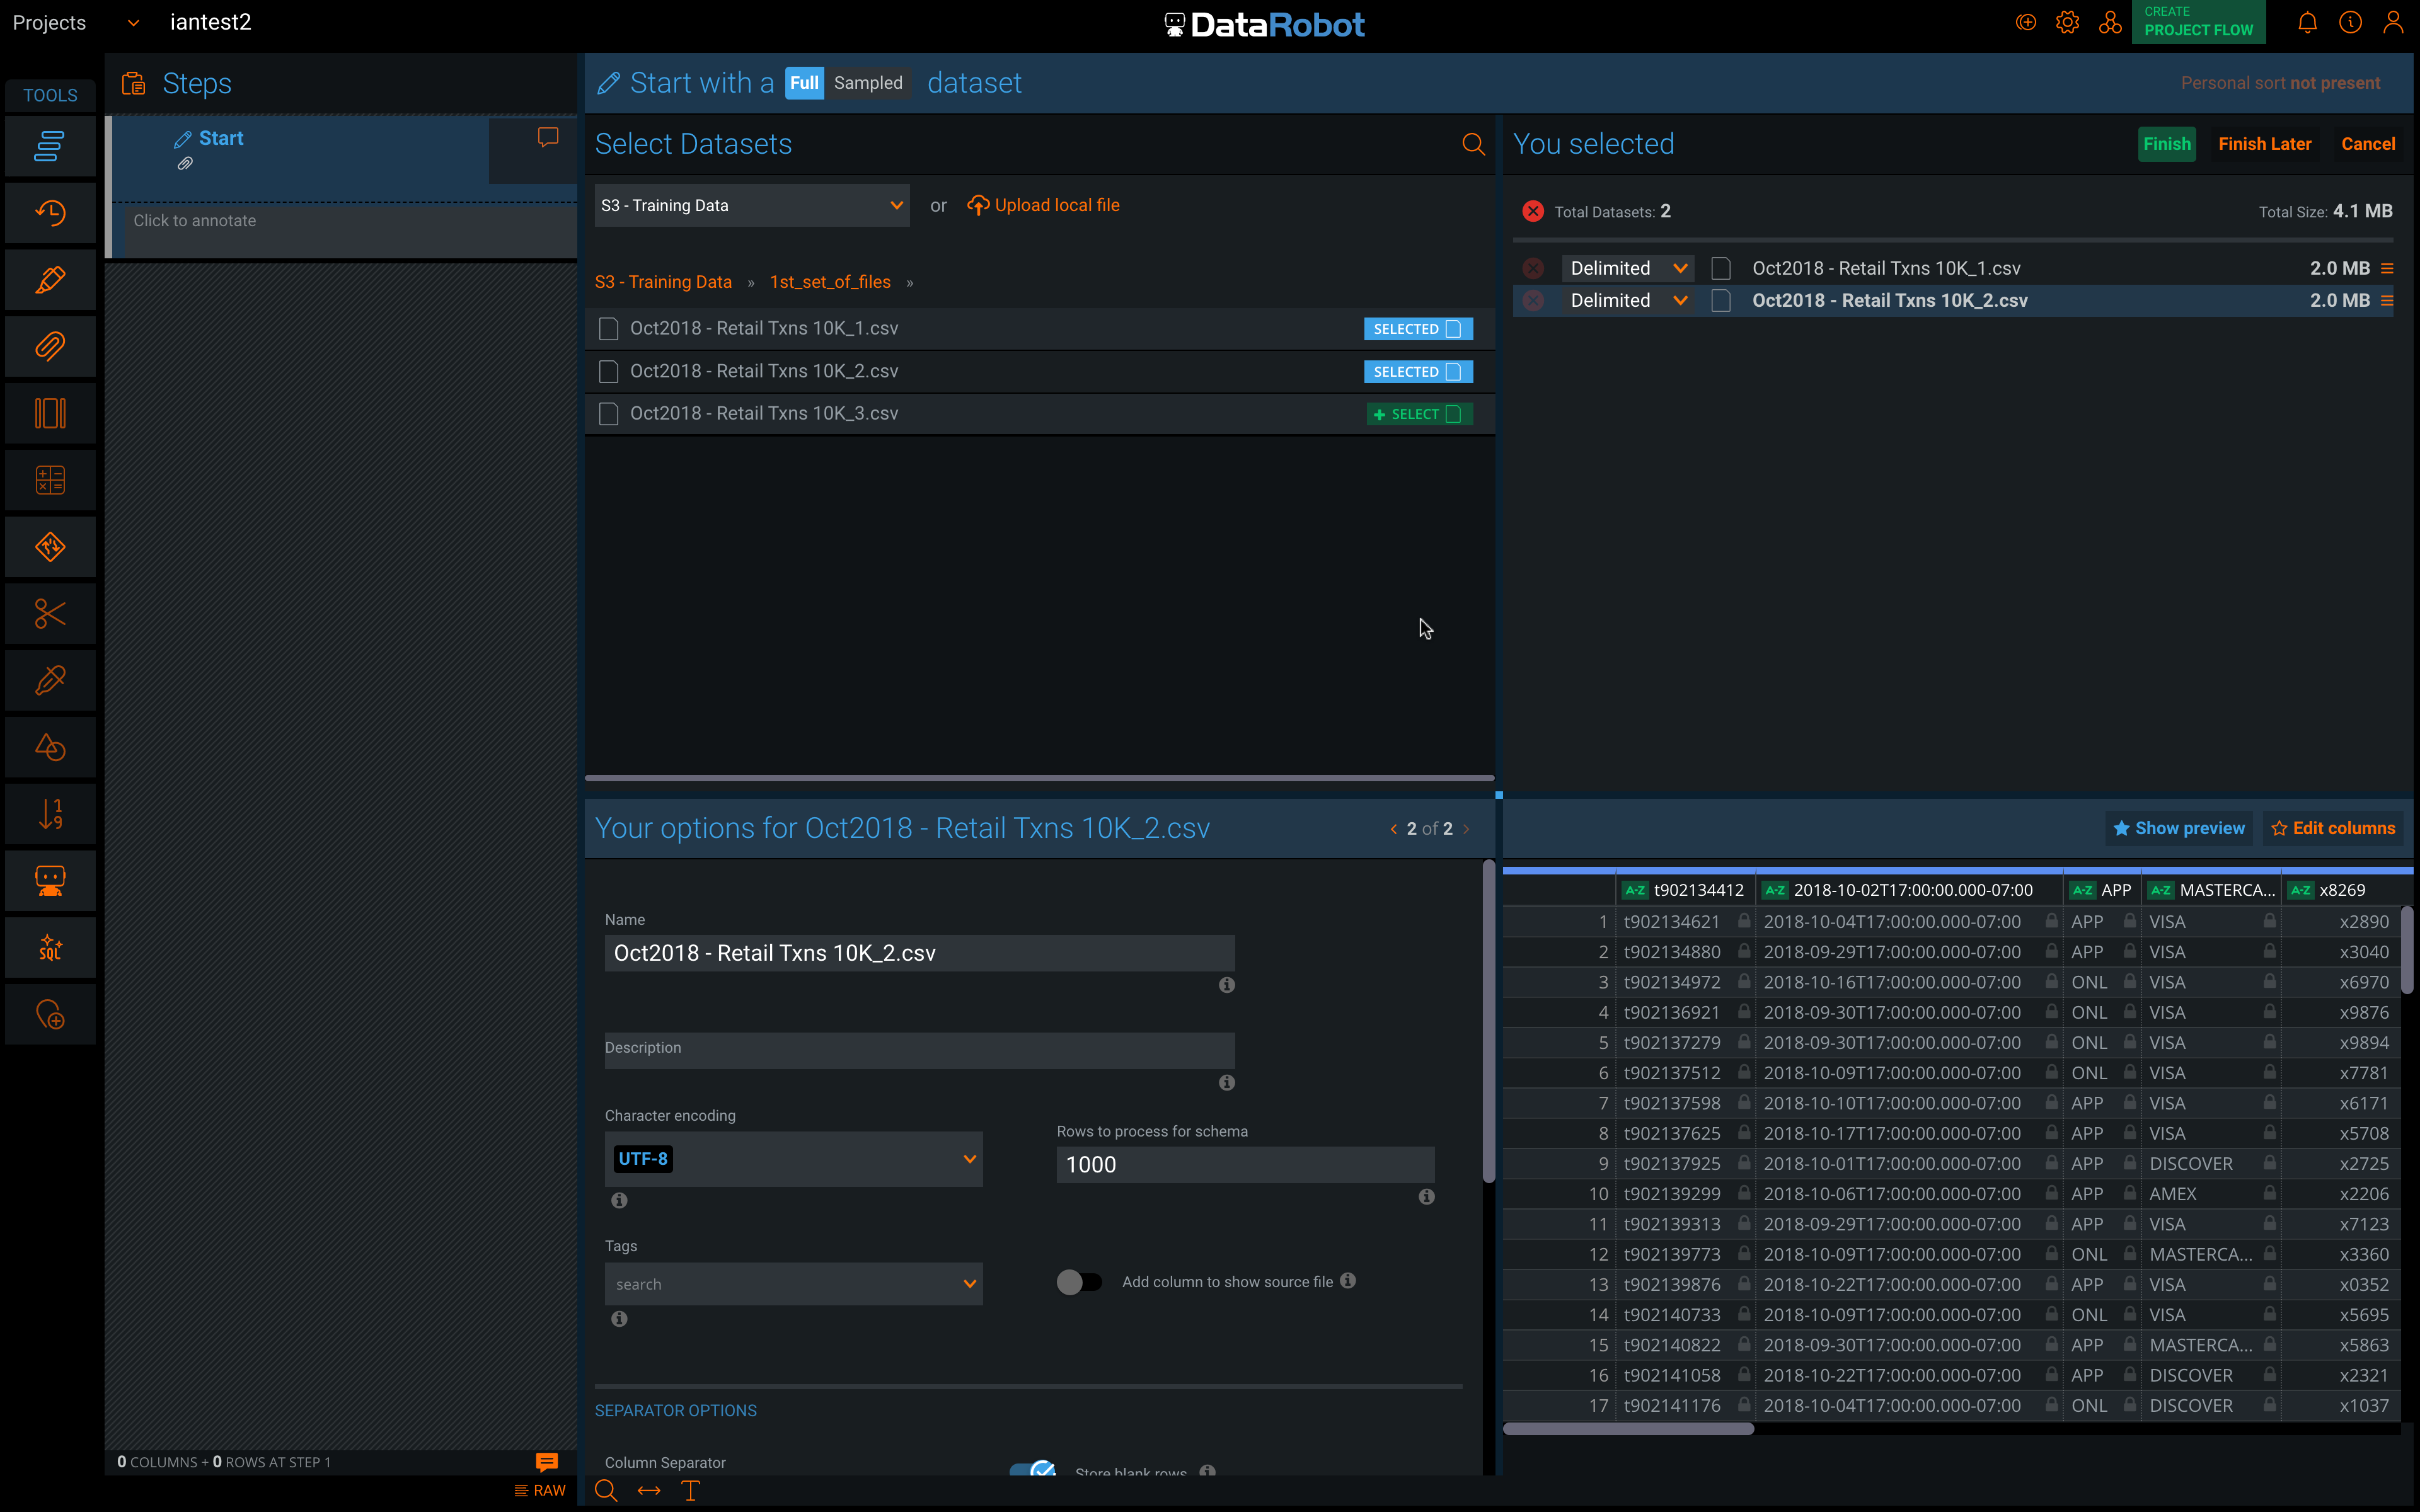 Projects
iantest2
DataRobot
CREATE
PROJECT FLOW
TOOLS
Steps
Start
Click to annotate
Start with a Full Sampled dataset
Personal sort not present
Select Datasets
S3 - Training Data
or
Upload local file
S3 - Training Data » 1st_set_of_files »
Oct2018 - Retail Txns 10K_1.csv SELECTED
Oct2018 - Retail Txns 10K_2.csv SELECTED
Oct2018 - Retail Txns 10K_3.csv + SELECT
You selected
Finish
Finish Later
Cancel
Total Datasets: 2
Total Size: 4.1 MB
Delimited Oct2018 - Retail Txns 10K_1.csv 2.0 MB
Delimited Oct2018 - Retail Txns 10K_2.csv 2.0 MB
Your options for Oct2018 - Retail Txns 10K_2.csv
2 of 2
Name
Oct2018 - Retail Txns 10K_2.csv
Description
Character encoding
UTF-8
Rows to process for schema
1000
Tags
search
Add column to show source file
SEPARATOR OPTIONS
Column Separator
Store blank rows
Show preview
Edit columns
A-Z t902134412 A-Z 2018-10-02T17:00:00.000-07:00 A-Z APP A-Z MASTERCA... A-Z x8269
1 t902134621 2018-10-04T17:00:00.000-07:00 APP VISA x2890
2 t902134880 2018-09-29T17:00:00.000-07:00 APP VISA x3040
3 t902134972 2018-10-16T17:00:00.000-07:00 ONL VISA x6970
4 t902136921 2018-09-30T17:00:00.000-07:00 ONL VISA x9876
5 t902137279 2018-09-30T17:00:00.000-07:00 ONL VISA x9894
6 t902137512 2018-10-09T17:00:00.000-07:00 ONL VISA x7781
7 t902137598 2018-10-10T17:00:00.000-07:00 APP VISA x6171
8 t902137625 2018-10-17T17:00:00.000-07:00 APP VISA x5708
9 t902137925 2018-10-01T17:00:00.000-07:00 APP DISCOVER x2725
10 t902139299 2018-10-06T17:00:00.000-07:00 APP AMEX x2206
11 t902139313 2018-09-29T17:00:00.000-07:00 APP VISA x7123
12 t902139773 2018-10-09T17:00:00.000-07:00 ONL MASTERCA... x3360
13 t902139876 2018-10-22T17:00:00.000-07:00 APP VISA x0352
14 t902140733 2018-10-09T17:00:00.000-07:00 ONL VISA x5695
15 t902140822 2018-09-30T17:00:00.000-07:00 APP MASTERCA... x5863
16 t902141058 2018-10-22T17:00:00.000-07:00 APP DISCOVER x2321
17 t902141176 2018-10-04T17:00:00.000-07:00 ONL DISCOVER x1037
0 COLUMNS + 0 ROWS AT STEP 1
RAW
SQL